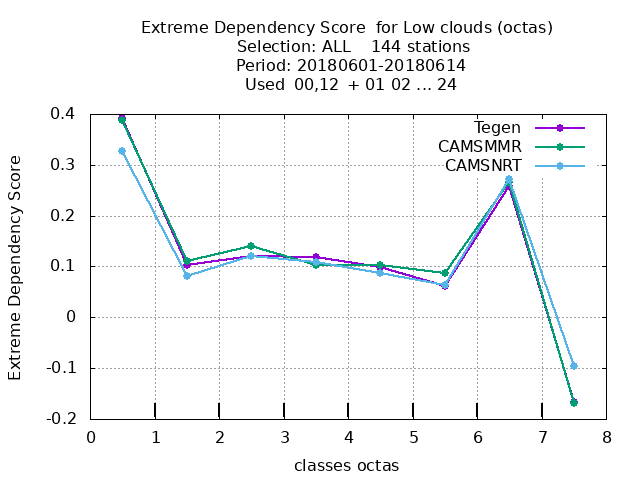 Extreme Dependency Score  for Low clouds (octas)
Selection: ALL    144 stations
Period: 20180601-20180614
Used  00,12  + 01 02 ... 24
Tegen
CAMSMMR
CAMSNRT
Extreme Dependency Score
0.4
0.3
0.2
0.1
0
-0.1
-0.2
0 1 2 3 4 5 6 7 8
classes octas